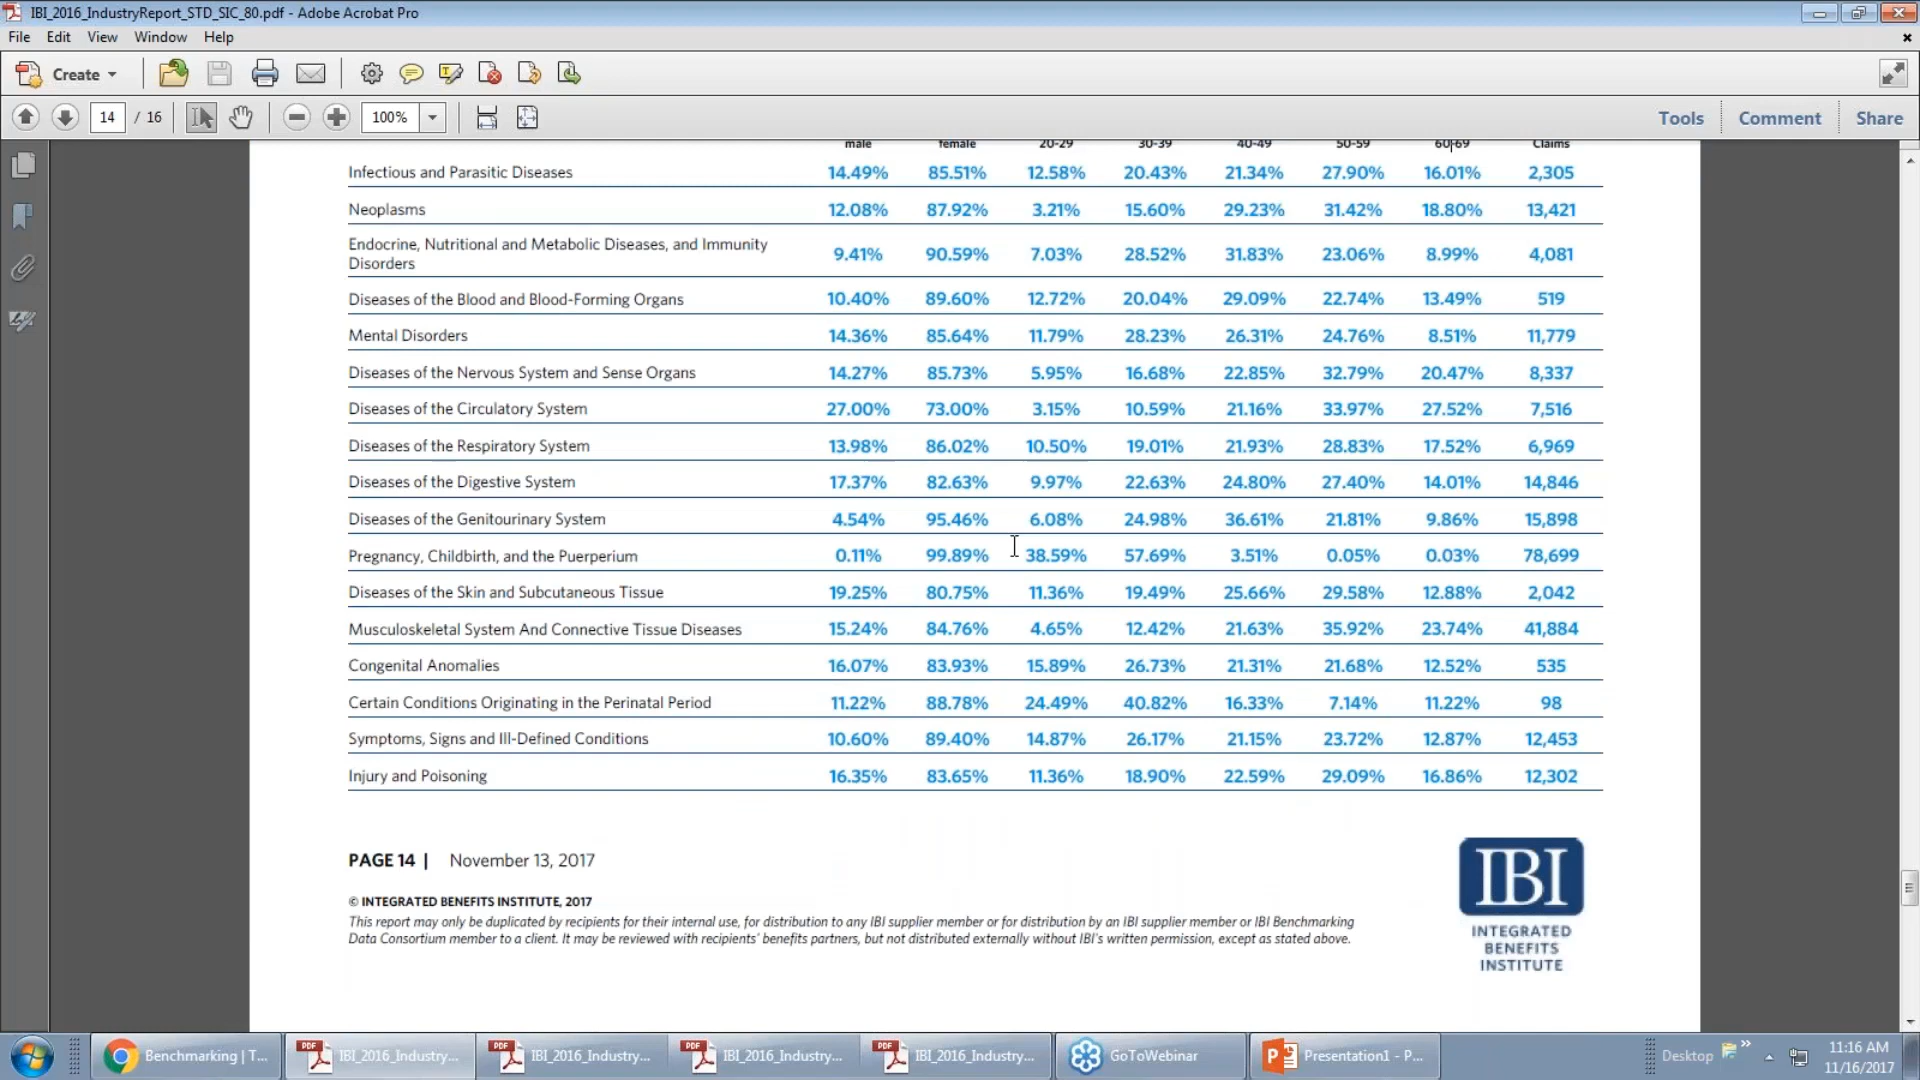 IBI_2016_IndustryReport_STD_SIC_80.pdf - Adobe Acrobat Pro
File Edit View Window Help
Create
14 / 16 100% Tools Comment Share
male female 20-29 30-39 40-49 50-59 60-69 Claims
Infectious and Parasitic Diseases 14.49% 85.51% 12.58% 20.43% 21.34% 27.90% 16.01% 2,305
Neoplasms 12.08% 87.92% 3.21% 15.60% 29.23% 31.42% 18.80% 13,421
Endocrine, Nutritional and Metabolic Diseases, and Immunity
Disorders 9.41% 90.59% 7.03% 28.52% 31.83% 23.06% 8.99% 4,081
Diseases of the Blood and Blood-Forming Organs 10.40% 89.60% 12.72% 20.04% 29.09% 22.74% 13.49% 519
Mental Disorders 14.36% 85.64% 11.79% 28.23% 26.31% 24.76% 8.51% 11,779
Diseases of the Nervous System and Sense Organs 14.27% 85.73% 5.95% 16.68% 22.85% 32.79% 20.47% 8,337
Diseases of the Circulatory System 27.00% 73.00% 3.15% 10.59% 21.16% 33.97% 27.52% 7,516
Diseases of the Respiratory System 13.98% 86.02% 10.50% 19.01% 21.93% 28.83% 17.52% 6,969
Diseases of the Digestive System 17.37% 82.63% 9.97% 22.63% 24.80% 27.40% 14.01% 14,846
Diseases of the Genitourinary System 4.54% 95.46% 6.08% 24.98% 36.61% 21.81% 9.86% 15,898
Pregnancy, Childbirth, and the Puerperium 0.11% 99.89% 38.59% 57.69% 3.51% 0.05% 0.03% 78,699
Diseases of the Skin and Subcutaneous Tissue 19.25% 80.75% 11.36% 19.49% 25.66% 29.58% 12.88% 2,042
Musculoskeletal System And Connective Tissue Diseases 15.24% 84.76% 4.65% 12.42% 21.63% 35.92% 23.74% 41,884
Congenital Anomalies 16.07% 83.93% 15.89% 26.73% 21.31% 21.68% 12.52% 535
Certain Conditions Originating in the Perinatal Period 11.22% 88.78% 24.49% 40.82% 16.33% 7.14% 11.22% 98
Symptoms, Signs and Ill-Defined Conditions 10.60% 89.40% 14.87% 26.17% 21.15% 23.72% 12.87% 12,453
Injury and Poisoning 16.35% 83.65% 11.36% 18.90% 22.59% 29.09% 16.86% 12,302
PAGE 14 | November 13, 2017
© INTEGRATED BENEFITS INSTITUTE, 2017
This report may only be duplicated by recipients for their internal use, for distribution to any IBI supplier member or for distribution by an IBI supplier member or IBI Benchmarking
Data Consortium member to a client. It may be reviewed with recipients' benefits partners, but not distributed externally without IBI's written permission, except as stated above.
IBI
INTEGRATED
BENEFITS
INSTITUTE
Benchmarking | T... IBI_2016_Industry... IBI_2016_Industry... IBI_2016_Industry... IBI_2016_Industry... GoToWebinar Presentation1 - P... Desktop
11:16 AM
11/16/2017